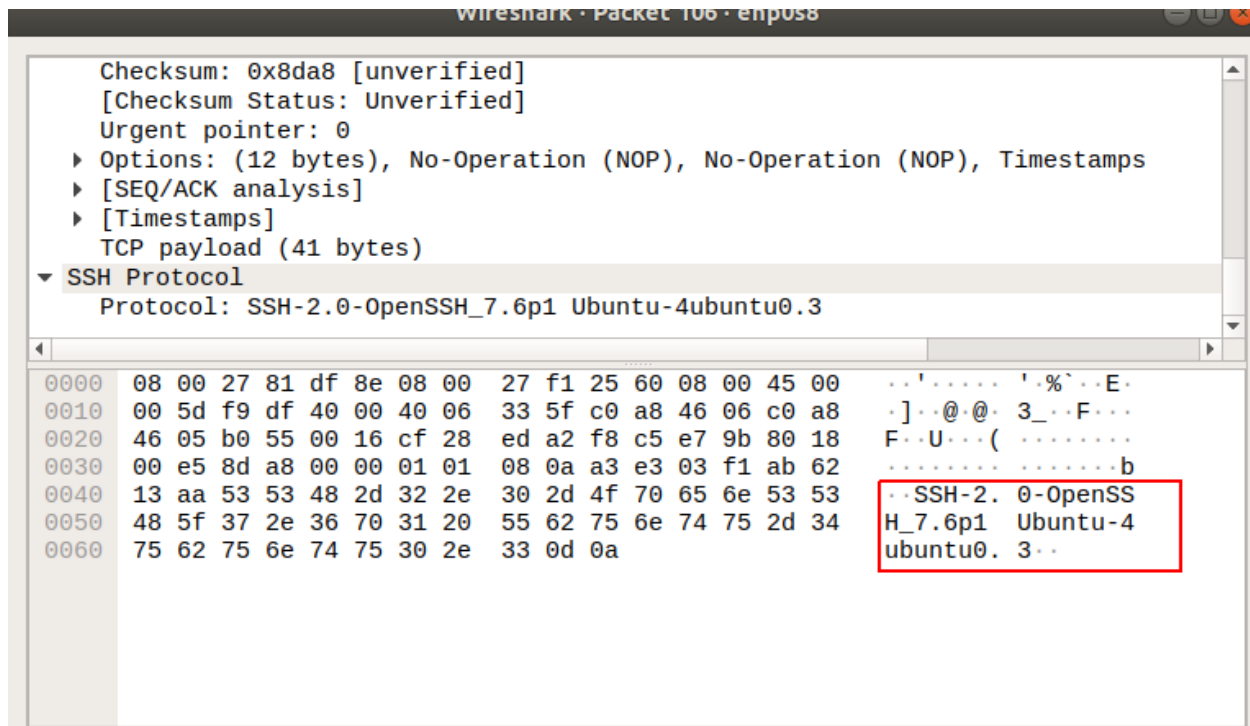 Wireshark · Packet 106 · enp0s8
Checksum: 0x8da8 [unverified]
[Checksum Status: Unverified]
Urgent pointer: 0
Options: (12 bytes), No-Operation (NOP), No-Operation (NOP), Timestamps
[SEQ/ACK analysis]
[Timestamps]
TCP payload (41 bytes)
SSH Protocol
Protocol: SSH-2.0-OpenSSH_7.6p1 Ubuntu-4ubuntu0.3
0000 08 00 27 81 df 8e 08 00 27 f1 25 60 08 00 45 00 ··'····· '·%`··E·
0010 00 5d f9 df 40 00 40 06 33 5f c0 a8 46 06 c0 a8 ·]··@·@· 3_··F···
0020 46 05 b0 55 00 16 cf 28 ed a2 f8 c5 e7 9b 80 18 F··U···( ········
0030 00 e5 8d a8 00 00 01 01 08 0a a3 e3 03 f1 ab 62 ········ ·······b
0040 13 aa 53 53 48 2d 32 2e 30 2d 4f 70 65 6e 53 53 ··SSH-2. 0-OpenSS
0050 48 5f 37 2e 36 70 31 20 55 62 75 6e 74 75 2d 34 H_7.6p1 Ubuntu-4
0060 75 62 75 6e 74 75 30 2e 33 0d 0a ubuntu0. 3··